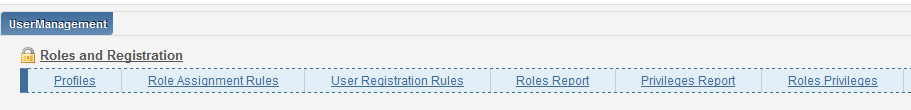 UserManagement
Roles and Registration
Profiles Role Assignment Rules User Registration Rules Roles Report Privileges Report Roles Privileges